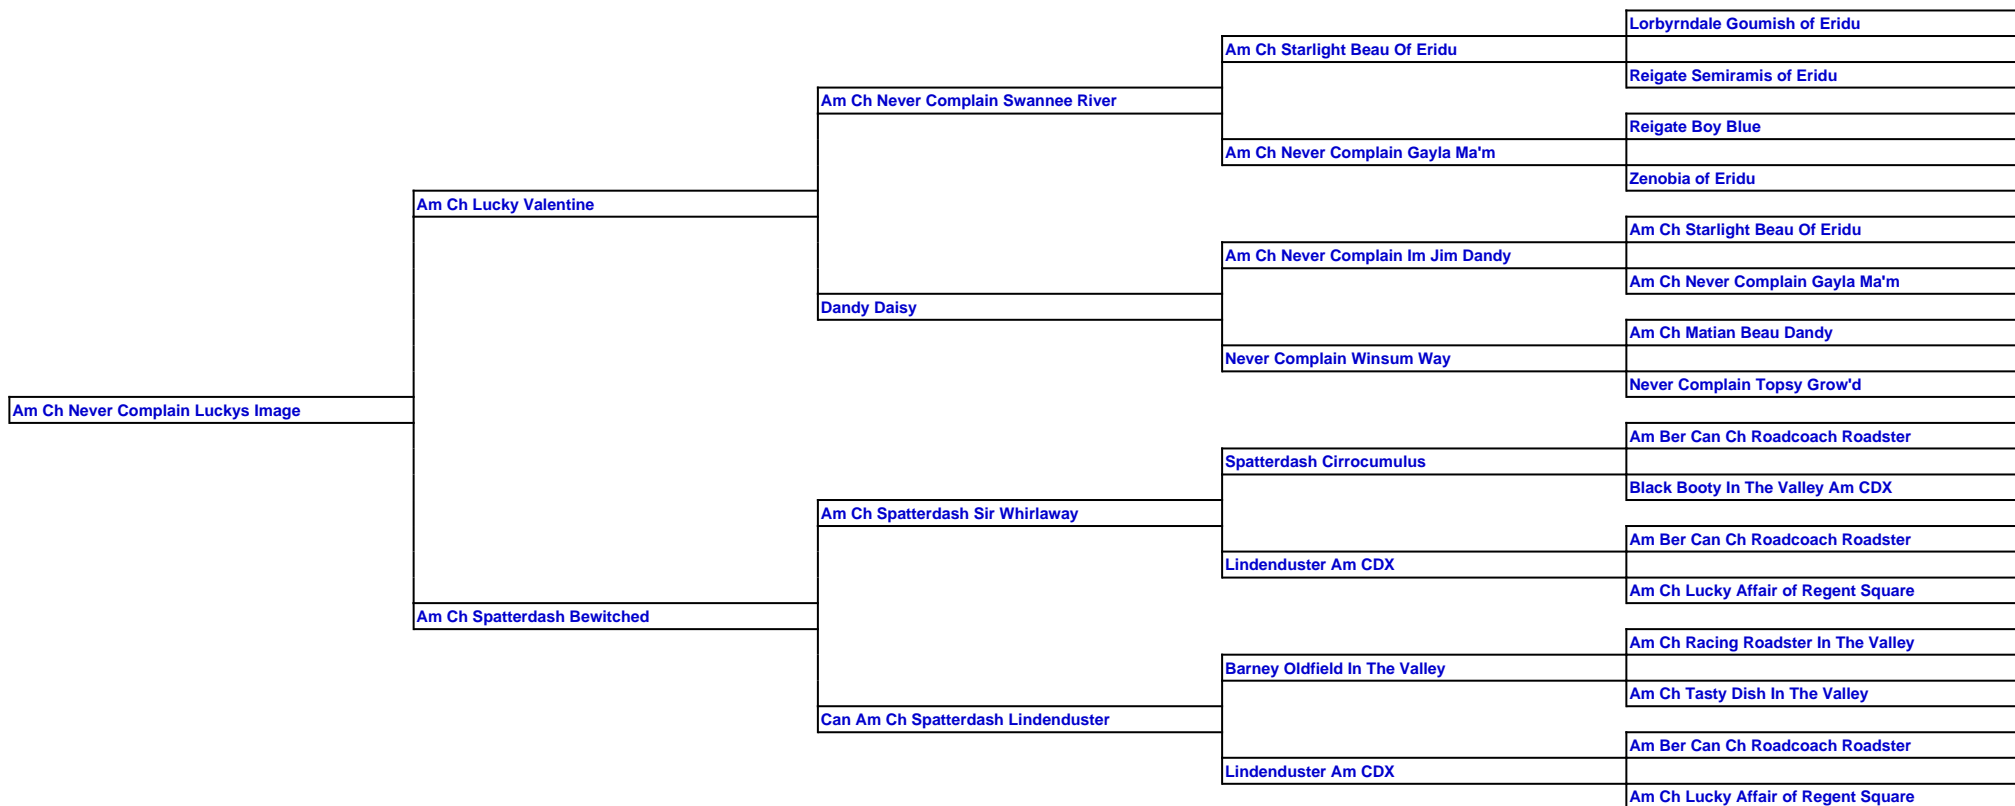 Lorbyrndale Goumish of Eridu
Am Ch Starlight Beau Of Eridu
Reigate Semiramis of Eridu
Am Ch Never Complain Swannee River
Reigate Boy Blue
Am Ch Never Complain Gayla Ma'm
Zenobia of Eridu
Am Ch Lucky Valentine
Am Ch Starlight Beau Of Eridu
Am Ch Never Complain Im Jim Dandy
Am Ch Never Complain Gayla Ma'm
Dandy Daisy
Am Ch Matian Beau Dandy
Never Complain Winsum Way
Never Complain Topsy Grow'd
Am Ch Never Complain Luckys Image
Am Ber Can Ch Roadcoach Roadster
Spatterdash Cirrocumulus
Black Booty In The Valley Am CDX
Am Ch Spatterdash Sir Whirlaway
Am Ber Can Ch Roadcoach Roadster
Lindenduster Am CDX
Am Ch Lucky Affair of Regent Square
Am Ch Spatterdash Bewitched
Am Ch Racing Roadster In The Valley
Barney Oldfield In The Valley
Am Ch Tasty Dish In The Valley
Can Am Ch Spatterdash Lindenduster
Am Ber Can Ch Roadcoach Roadster
Lindenduster Am CDX
Am Ch Lucky Affair of Regent Square